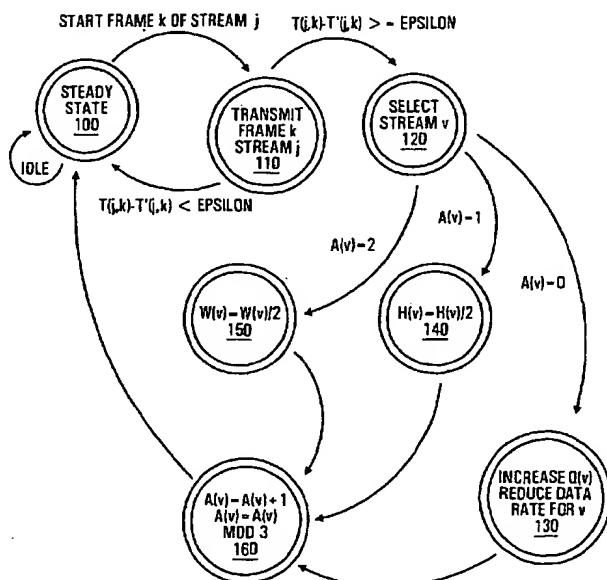 START FRAME k OF STREAM j
T(j,k)-T'(j,k) > - EPSILON
STEADY
STATE
100
TRANSMIT
FRAME k
STREAM j
110
SELECT
STREAM v
120
IDLE
T(j,k)-T'(j,k) < EPSILON
A(v)-2
A(v)-1
A(v)-0
W(v)-W(v)/2
150
H(v)-H(v)/2
140
A(v)-A(v)+1
A(v)-A(v)
MOD 3
160
INCREASE Q(v)
REDUCE DATA
RATE FOR v
130